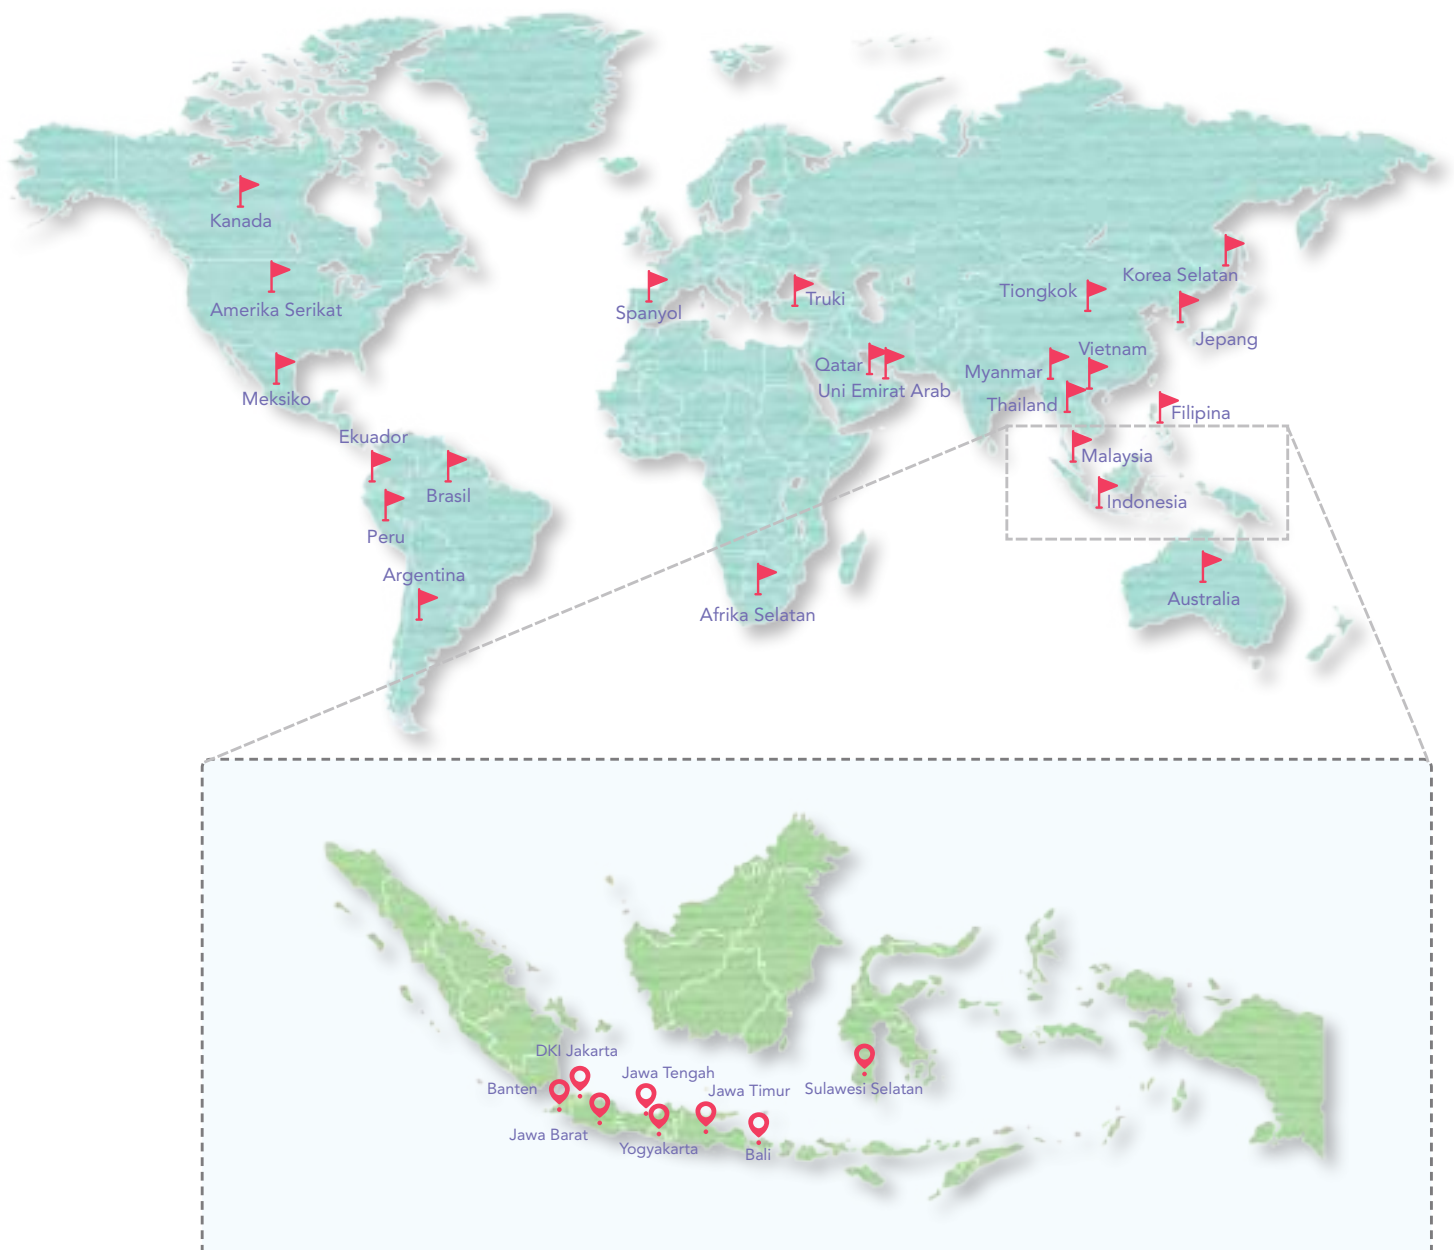 Kanada
Korea Selatan
Amerika Serikat
Spanyol
Truki
Tiongkok
Jepang
Vietnam
Qatar
Myanmar
Uni Emirat Arab
Meksiko
Thailand
Filipina
Ekuador
Malaysia
Brasil
Indonesia
Peru
Argentina
Australia
Afrika Selatan
DKI Jakarta
Jawa Tengah
Banten
Jawa Timur
Sulawesi Selatan
Jawa Barat
Yogyakarta
Bali